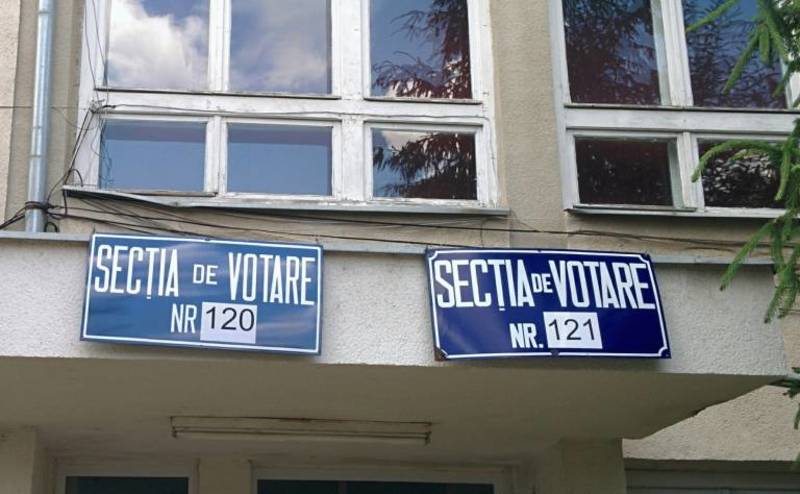 SECȚIA DE VOTARE
NR 120
SECȚIA DE VOTARE
NR. 121